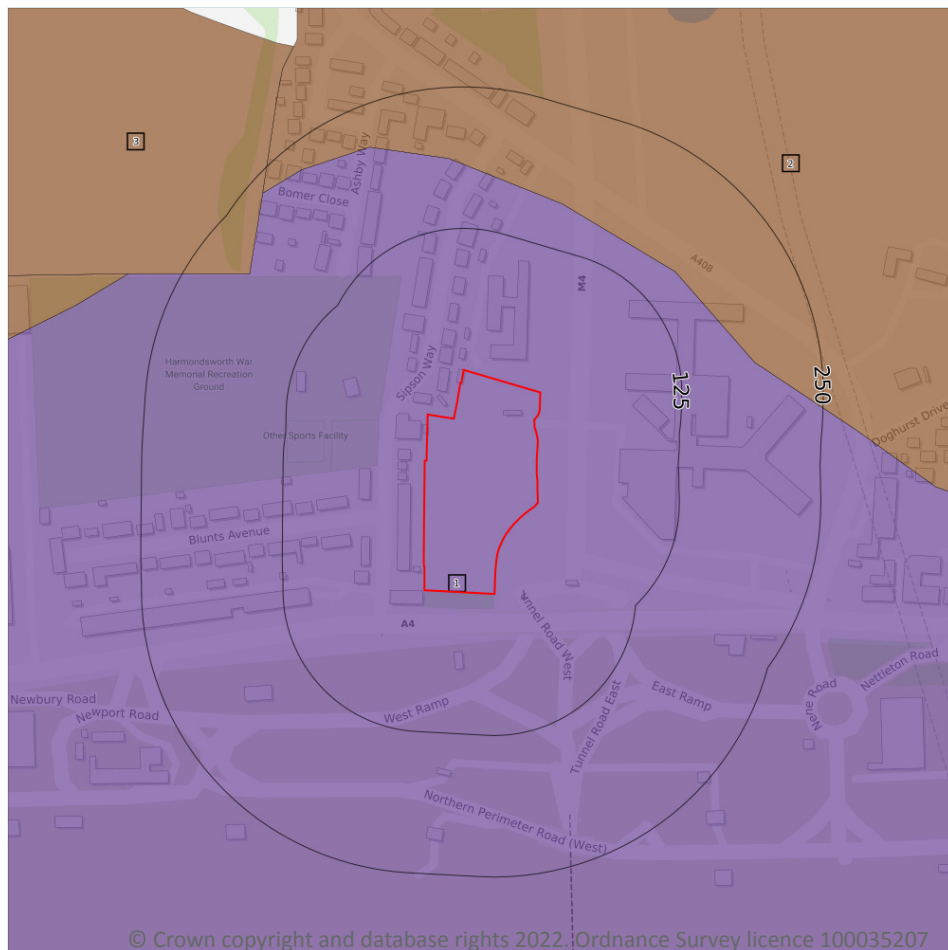 3
2
Ashby Way
Bomer Close
A408
M4
Harmondsworth War
Memorial Recreation
Ground
Sipson Way
125
250
Other Sports Facility
Doghurst Drive
Blunts Avenue
1
A4
Tunnel Road West
Nettleton Road
Newbury Road
Newport Road
West Ramp
East Ramp
Nene Road
Tunnel Road East
Northern Perimeter Road (West)
© Crown copyright and database rights 2022. Ordnance Survey licence 100035207